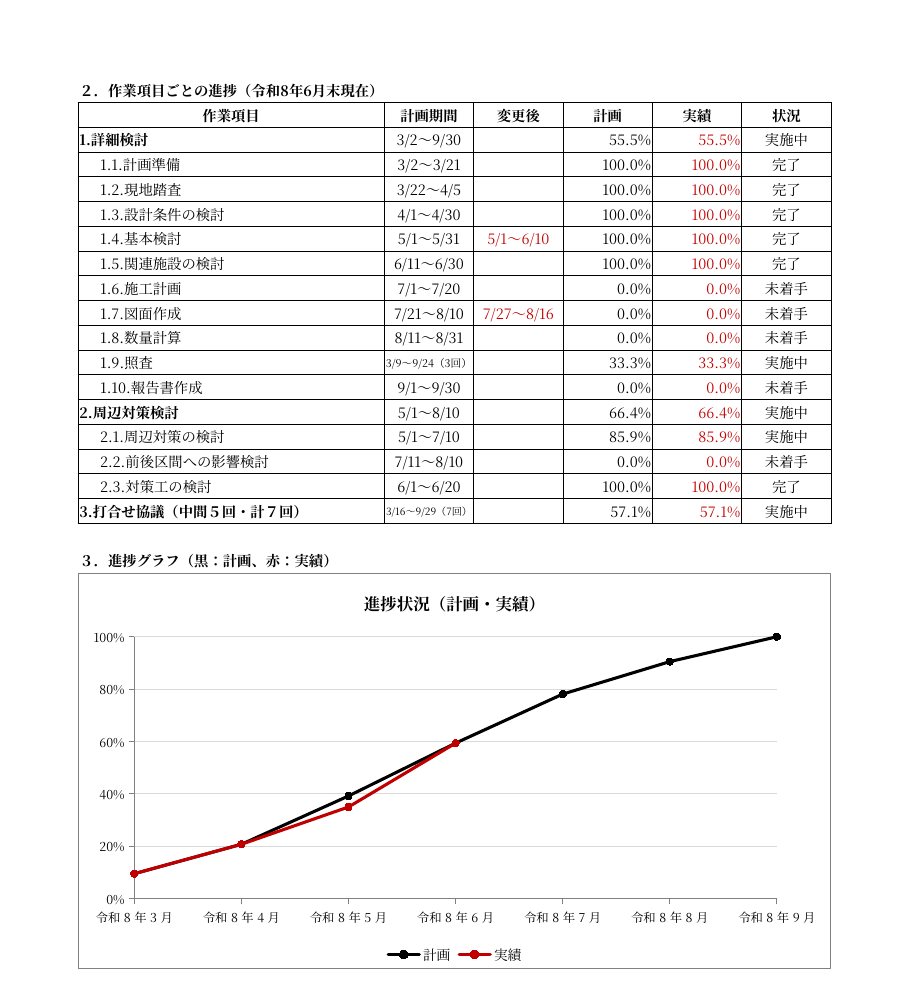 ２．作業項目ごとの進捗（令和8年6月末現在）
作業項目 計画期間 変更後 計画 実績 状況
1.詳細検討 3/2～9/30 55.5% 55.5% 実施中
1.1.計画準備 3/2～3/21 100.0% 100.0% 完了
1.2.現地踏査 3/22～4/5 100.0% 100.0% 完了
1.3.設計条件の検討 4/1～4/30 100.0% 100.0% 完了
1.4.基本検討 5/1～5/31 5/1～6/10 100.0% 100.0% 完了
1.5.関連施設の検討 6/11～6/30 100.0% 100.0% 完了
1.6.施工計画 7/1～7/20 0.0% 0.0% 未着手
1.7.図面作成 7/21～8/10 7/27～8/16 0.0% 0.0% 未着手
1.8.数量計算 8/11～8/31 0.0% 0.0% 未着手
1.9.照査 3/9～9/24（3回） 33.3% 33.3% 実施中
1.10.報告書作成 9/1～9/30 0.0% 0.0% 未着手
2.周辺対策検討 5/1～8/10 66.4% 66.4% 実施中
2.1.周辺対策の検討 5/1～7/10 85.9% 85.9% 実施中
2.2.前後区間への影響検討 7/11～8/10 0.0% 0.0% 未着手
2.3.対策工の検討 6/1～6/20 100.0% 100.0% 完了
3.打合せ協議（中間５回・計７回） 3/16～9/29（7回） 57.1% 57.1% 実施中
３．進捗グラフ（黒：計画、赤：実績）
進捗状況（計画・実績）
100%
80%
60%
40%
20%
0%
令和８年３月 令和８年４月 令和８年５月 令和８年６月 令和８年７月 令和８年８月 令和８年９月
計画 実績